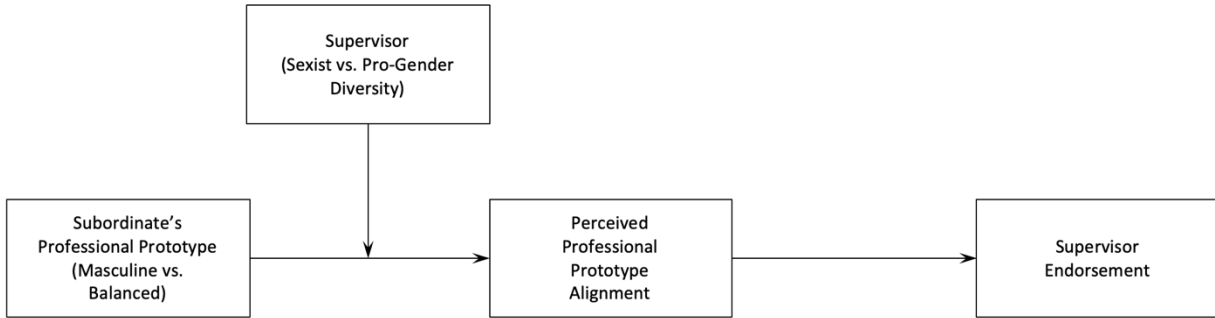 Supervisor
(Sexist vs. Pro-Gender
Diversity)
Subordinate's
Professional Prototype
(Masculine vs.
Balanced)
Perceived
Professional
Prototype
Alignment
Supervisor
Endorsement